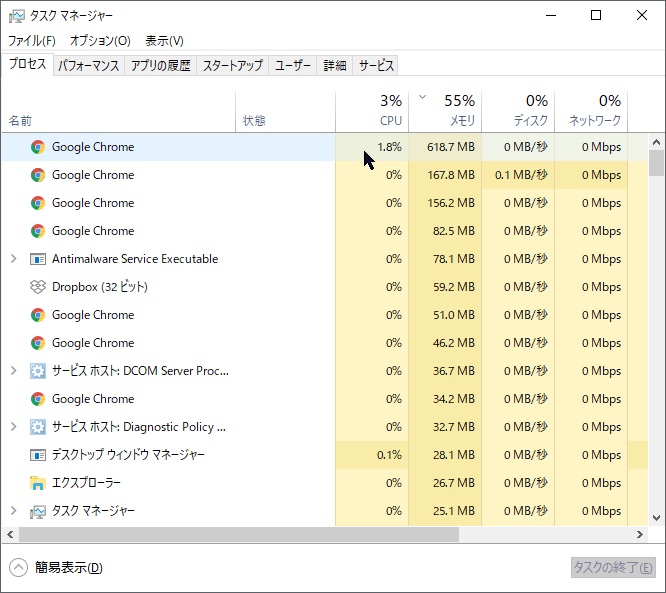 タスク マネージャー
ファイル(F) オプション(O) 表示(V)
プロセス パフォーマンス アプリの履歴 スタートアップ ユーザー 詳細 サービス
3% 55% 0% 0%
名前 状態 CPU メモリ ディスク ネットワーク
Google Chrome 1.8% 618.7 MB 0 MB/秒 0 Mbps
Google Chrome 0% 167.8 MB 0.1 MB/秒 0 Mbps
Google Chrome 0% 156.2 MB 0 MB/秒 0 Mbps
Google Chrome 0% 82.5 MB 0 MB/秒 0 Mbps
Antimalware Service Executable 0% 78.1 MB 0 MB/秒 0 Mbps
Dropbox (32 ビット) 0% 59.2 MB 0 MB/秒 0 Mbps
Google Chrome 0% 51.0 MB 0 MB/秒 0 Mbps
Google Chrome 0% 46.2 MB 0 MB/秒 0 Mbps
サービス ホスト: DCOM Server Proc... 0% 36.7 MB 0 MB/秒 0 Mbps
Google Chrome 0% 34.2 MB 0 MB/秒 0 Mbps
サービス ホスト: Diagnostic Policy ... 0% 32.7 MB 0 MB/秒 0 Mbps
デスクトップ ウィンドウ マネージャー 0.1% 28.1 MB 0 MB/秒 0 Mbps
エクスプローラー 0% 26.7 MB 0 MB/秒 0 Mbps
タスク マネージャー 0% 25.1 MB 0 MB/秒 0 Mbps
簡易表示(D) タスクの終了(E)